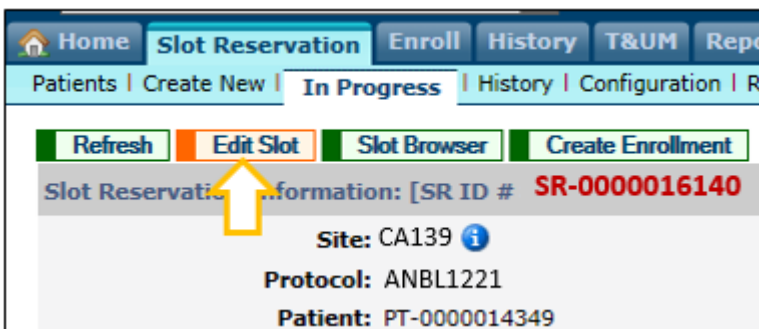 Home Slot Reservation Enroll History T&UM Repo
Patients | Create New | In Progress | History | Configuration | R
Refresh Edit Slot Slot Browser Create Enrollment
Slot Reservation Information: [SR ID # SR-0000016140
Site: CA139
Protocol: ANBL1221
Patient: PT-0000014349